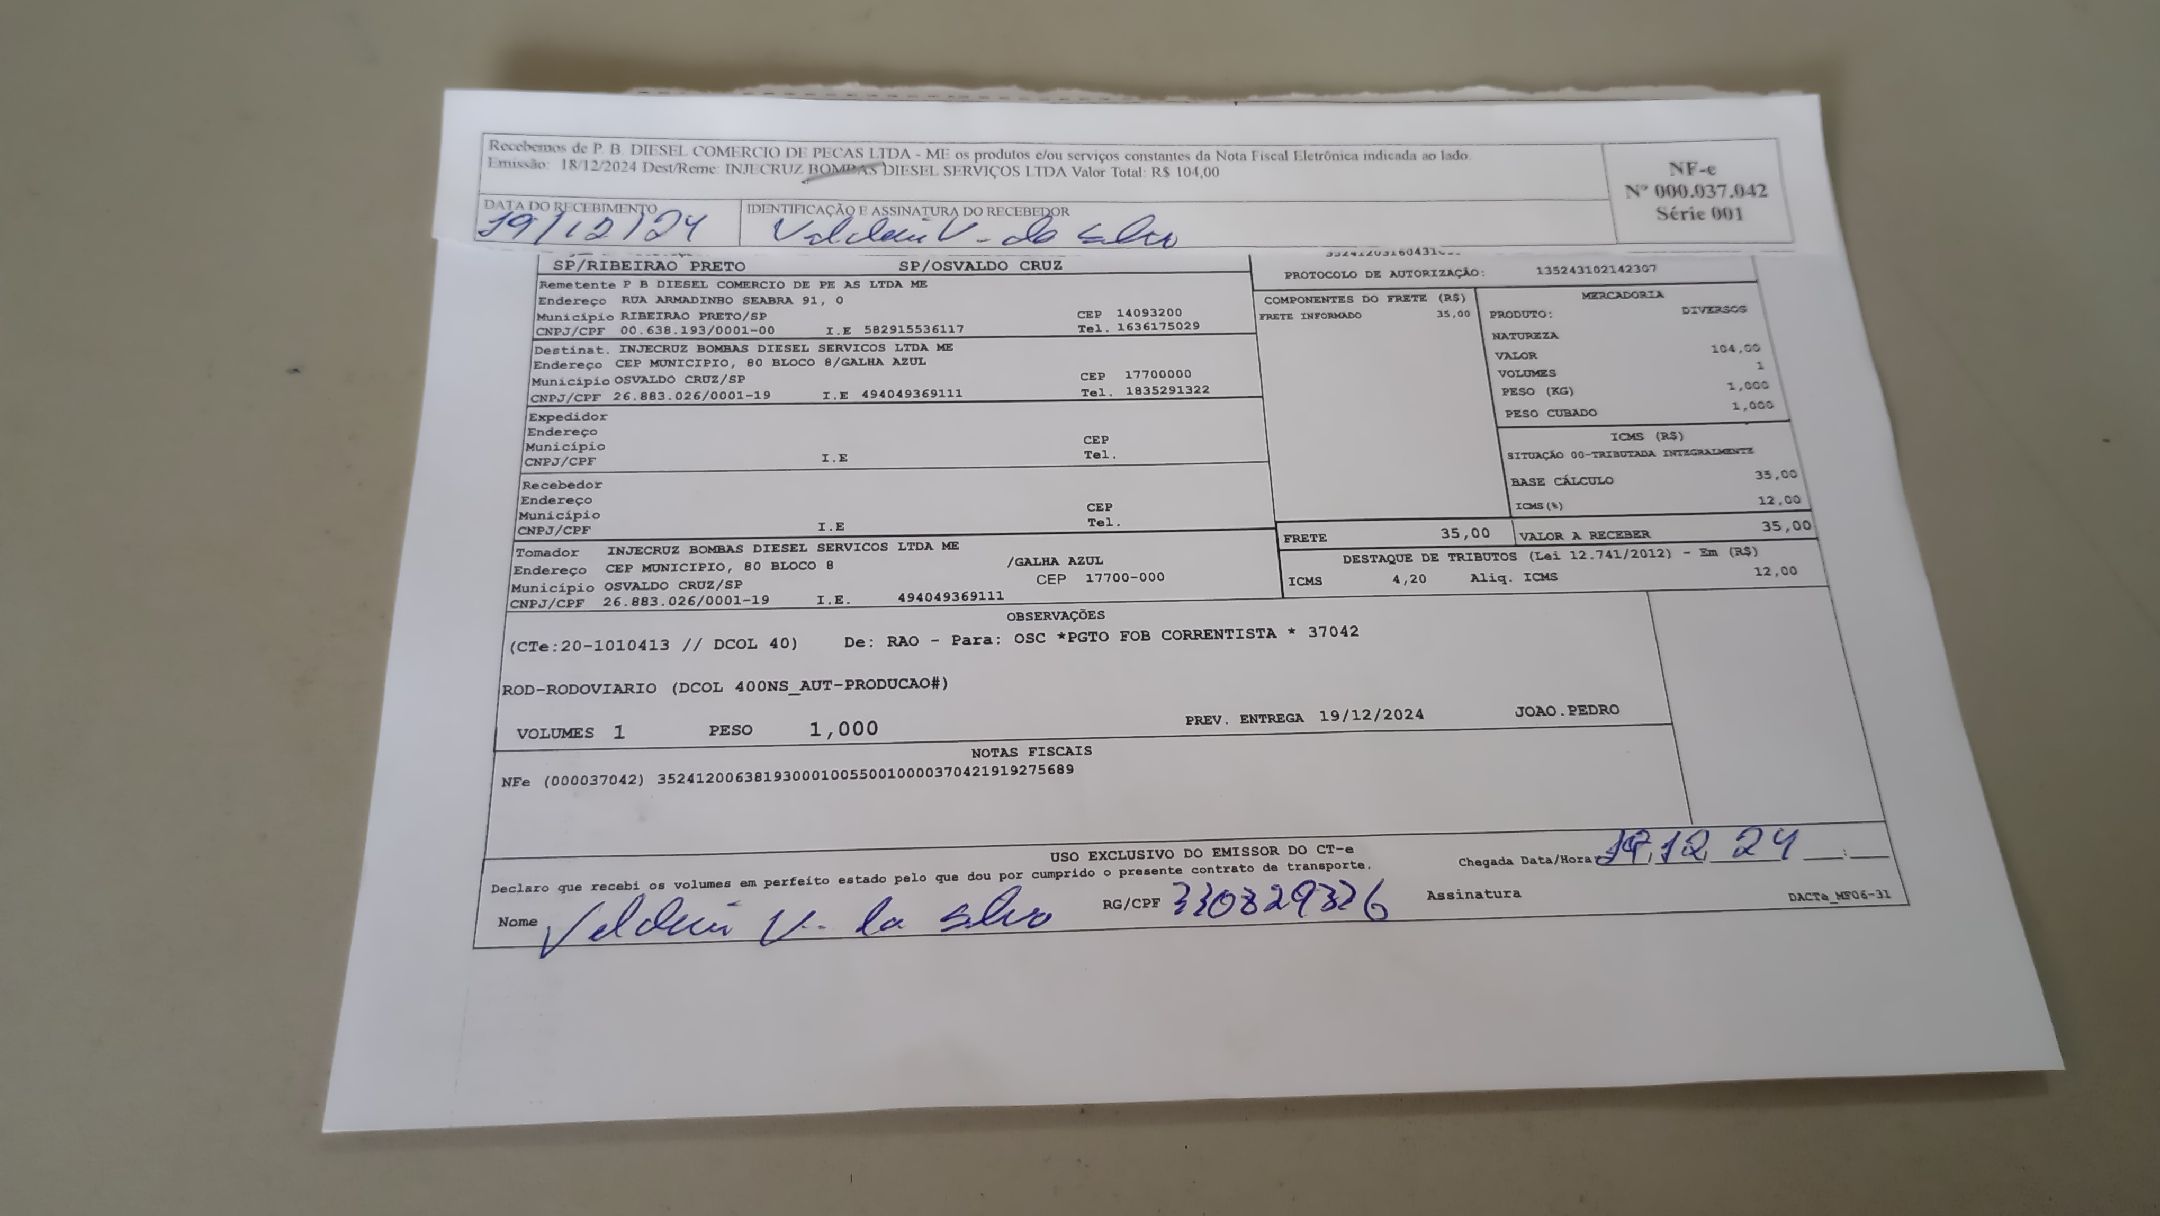 Recebemos de P. B. DIESEL COMERCIO DE PECAS LTDA - ME os produtos e/ou serviços constantes da Nota Fiscal Eletrônica indicada ao lado
Emissão: 18/12/2024 Dest/Reme: INJECRUZ BOMBAS DIESEL SERVIÇOS LTDA Valor Total: R$ 104,00
NF-e
Nº 000.037.042
Série 001
DATA DO RECEBIMENTO
19/12/24
IDENTIFICAÇÃO E ASSINATURA DO RECEBEDOR
V. da Silva
SP/RIBEIRAO PRETO SP/OSVALDO CRUZ
PROTOCOLO DE AUTORIZAÇÃO: 135243102142307
Remetente P B DIESEL COMERCIO DE PE AS LTDA ME
Endereço RUA ARMADINHO SEABRA 91, 0
Município RIBEIRAO PRETO/SP CEP 14093200
CNPJ/CPF 00.638.193/0001-00 I.E 582915536117 Tel. 1636175029
Destinat. INJECRUZ BOMBAS DIESEL SERVICOS LTDA ME
Endereço CEP MUNICIPIO, 80 BLOCO 8/GALHA AZUL
Município OSVALDO CRUZ/SP CEP 17700000
CNPJ/CPF 26.883.026/0001-19 I.E 494049369111 Tel. 1835291322
Expedidor
Endereço
Município CEP
CNPJ/CPF I.E Tel.
Recebedor
Endereço
Município CEP
CNPJ/CPF I.E Tel.
Tomador INJECRUZ BOMBAS DIESEL SERVICOS LTDA ME
Endereço CEP MUNICIPIO, 80 BLOCO 8 /GALHA AZUL
Município OSVALDO CRUZ/SP CEP 17700-000
CNPJ/CPF 26.883.026/0001-19 I.E. 494049369111
COMPONENTES DO FRETE (R$)
FRETE INFORMADO 35,00
MERCADORIA
PRODUTO: DIVERSOS
NATUREZA
VALOR 104,00
VOLUMES 1
PESO (KG) 1,000
PESO CUBADO 1,000
ICMS (R$)
SITUAÇÃO 00-TRIBUTADA INTEGRALMENTE
BASE CÁLCULO 35,00
ICMS(%) 12,00
FRETE 35,00 VALOR A RECEBER 35,00
DESTAQUE DE TRIBUTOS (Lei 12.741/2012) - Em (R$)
ICMS 4,20 Aliq. ICMS 12,00
OBSERVAÇÕES
(CTe:20-1010413 // DCOL 40) De: RAO - Para: OSC *PGTO FOB CORRENTISTA * 37042
ROD-RODOVIARIO (DCOL 400NS_AUT-PRODUCAO#)
VOLUMES 1 PESO 1,000 PREV. ENTREGA 19/12/2024 JOAO.PEDRO
NOTAS FISCAIS
NFe (000037042) 35241200638193000100550010000370421919275689
USO EXCLUSIVO DO EMISSOR DO CT-e
Declaro que recebi os volumes em perfeito estado pelo que dou por cumprido o presente contrato de transporte.
Chegada Data/Hora 19,12,24 __:__
Nome V. da Silva RG/CPF 330829326 Assinatura
DACTe_MF06-31